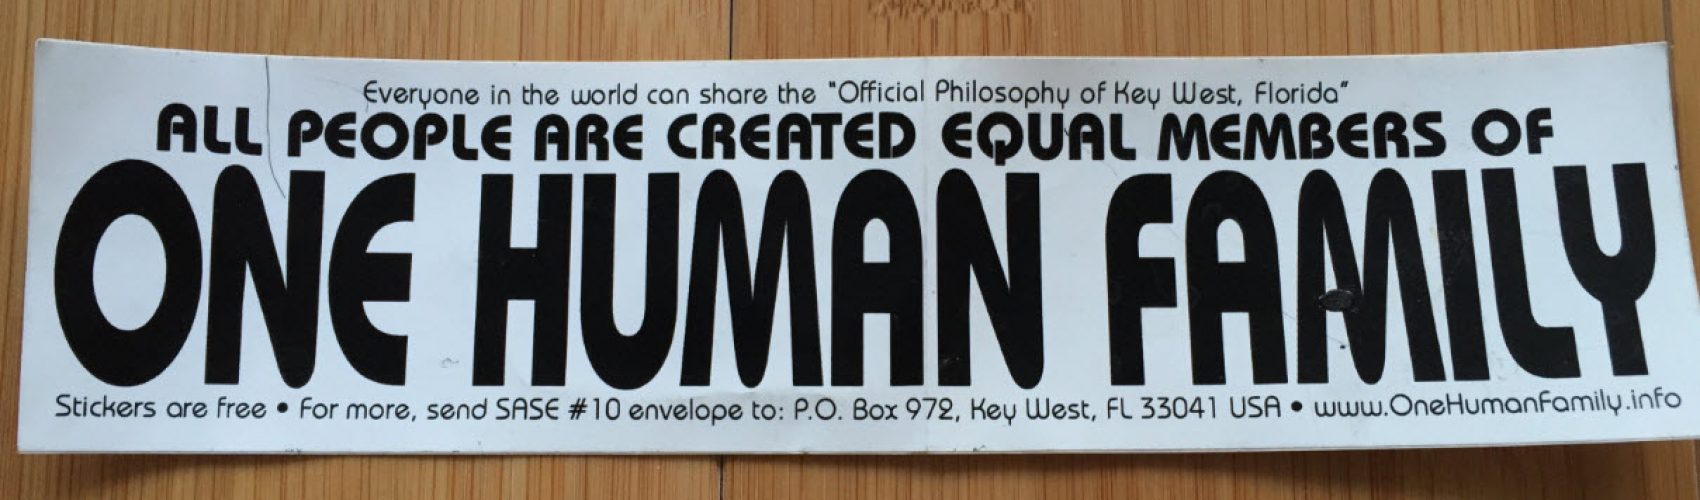 Everyone in the world can share the "Official Philosophy of Key West, Florida"
ALL PEOPLE ARE CREATED EQUAL MEMBERS OF
ONE HUMAN FAMILY
Stickers are free • For more, send SASE #10 envelope to: P.O. Box 972, Key West, FL 33041 USA • www.OneHumanFamily.info